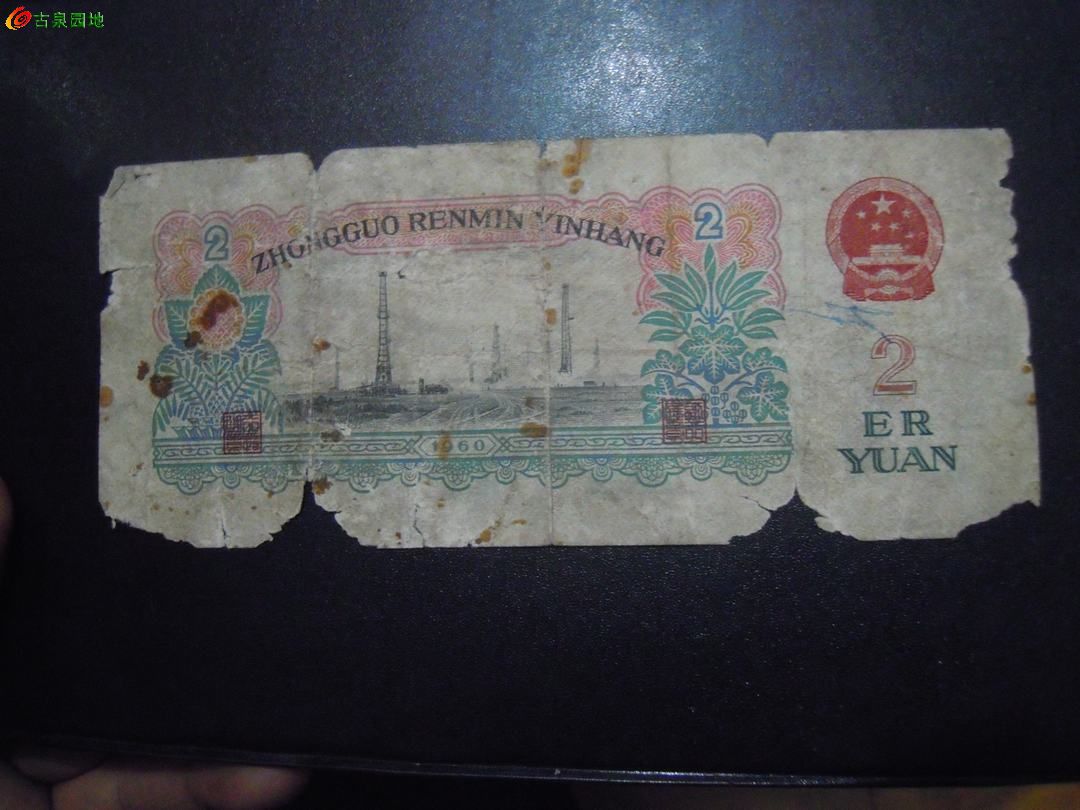 古泉园地
2
2
ZHONGGUO RENMIN YINHANG
2
ER
YUAN
1960